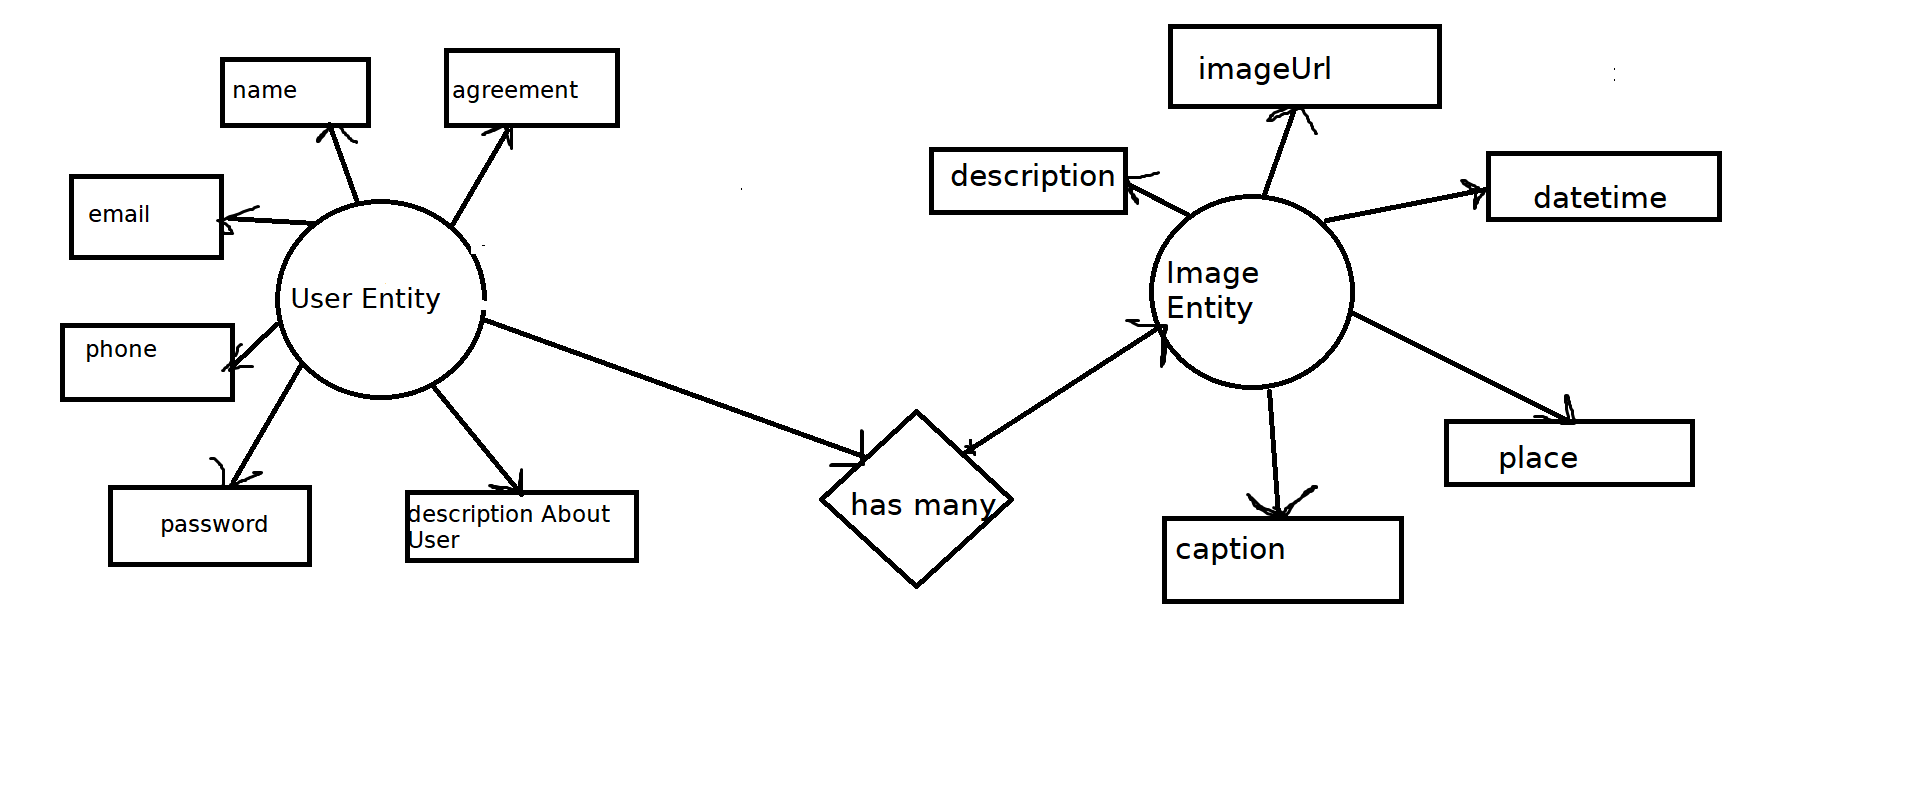 name
agreement
email
User Entity
phone
password
description About
User
has many
imageUrl
description
datetime
Image
Entity
place
caption